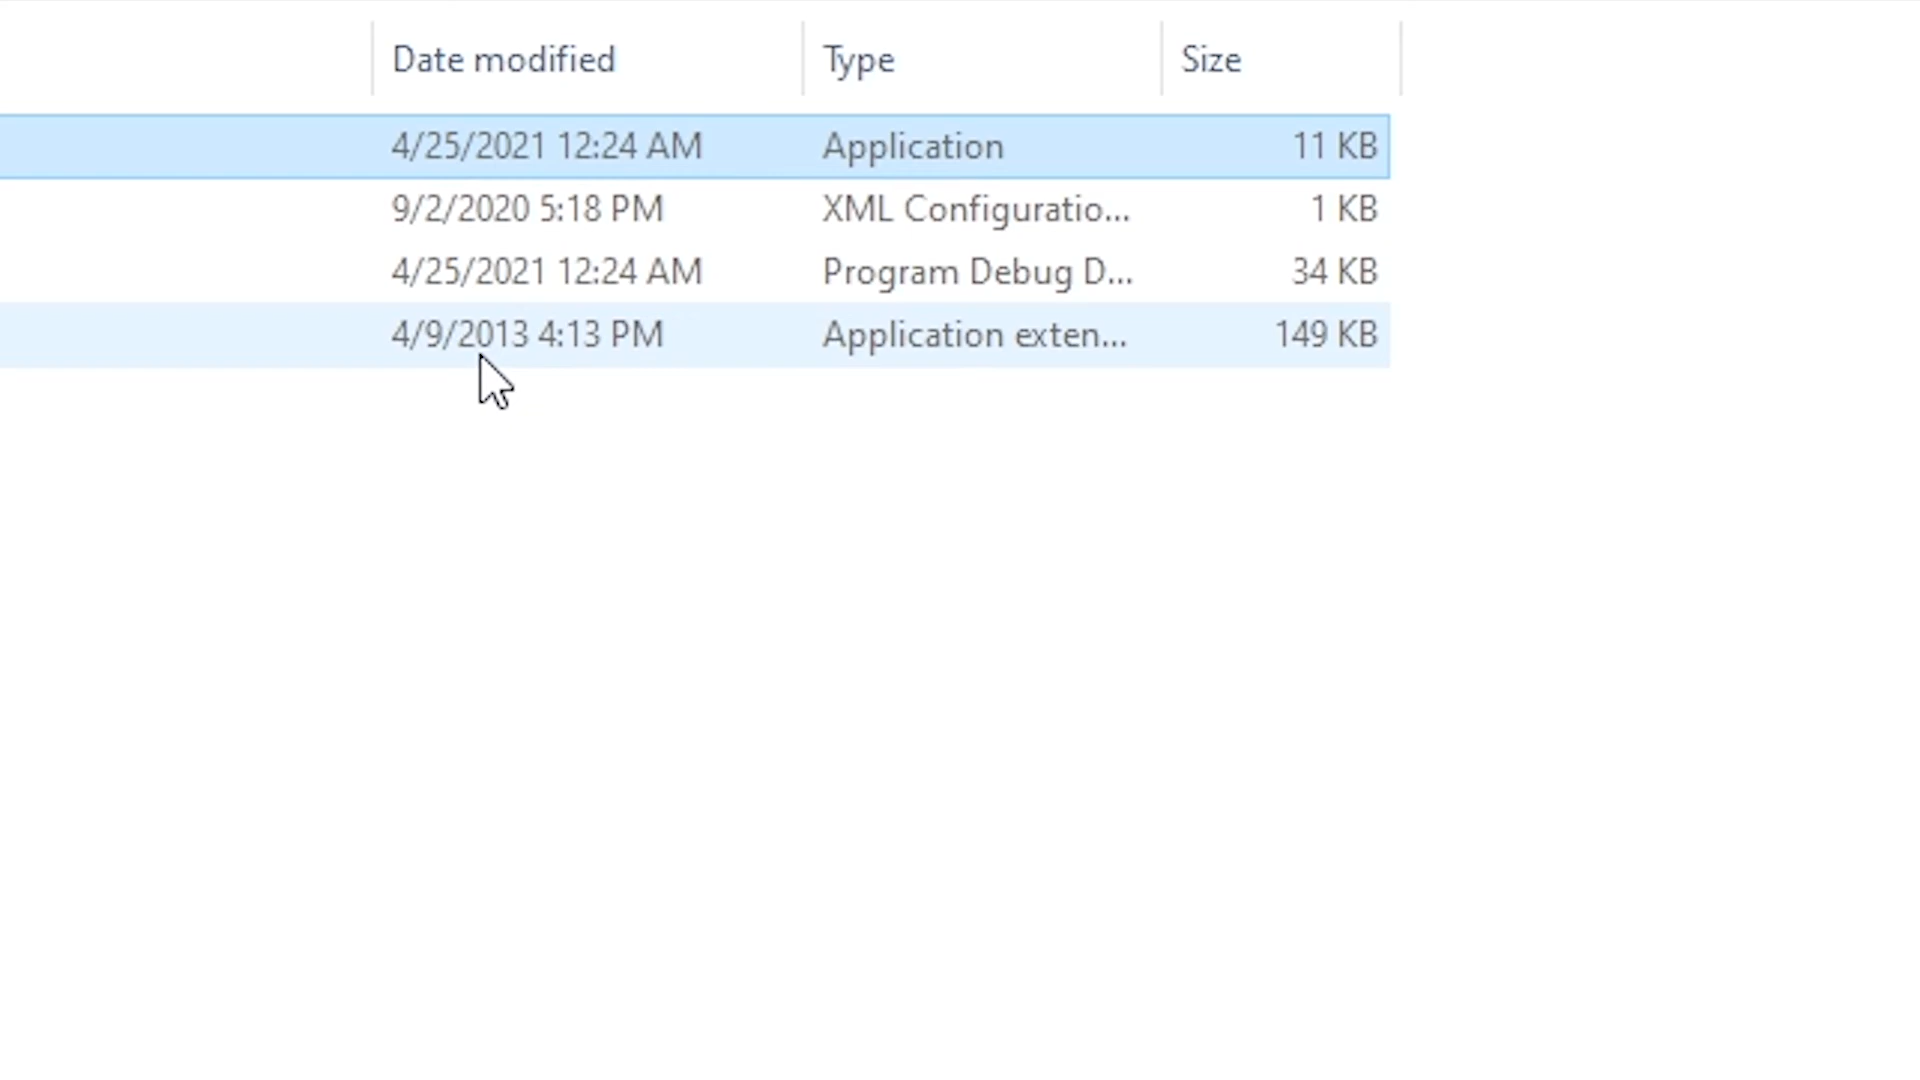 Date modified Type Size
4/25/2021 12:24 AM Application 11 KB
9/2/2020 5:18 PM XML Configuratio... 1 KB
4/25/2021 12:24 AM Program Debug D... 34 KB
4/9/2013 4:13 PM Application exten... 149 KB